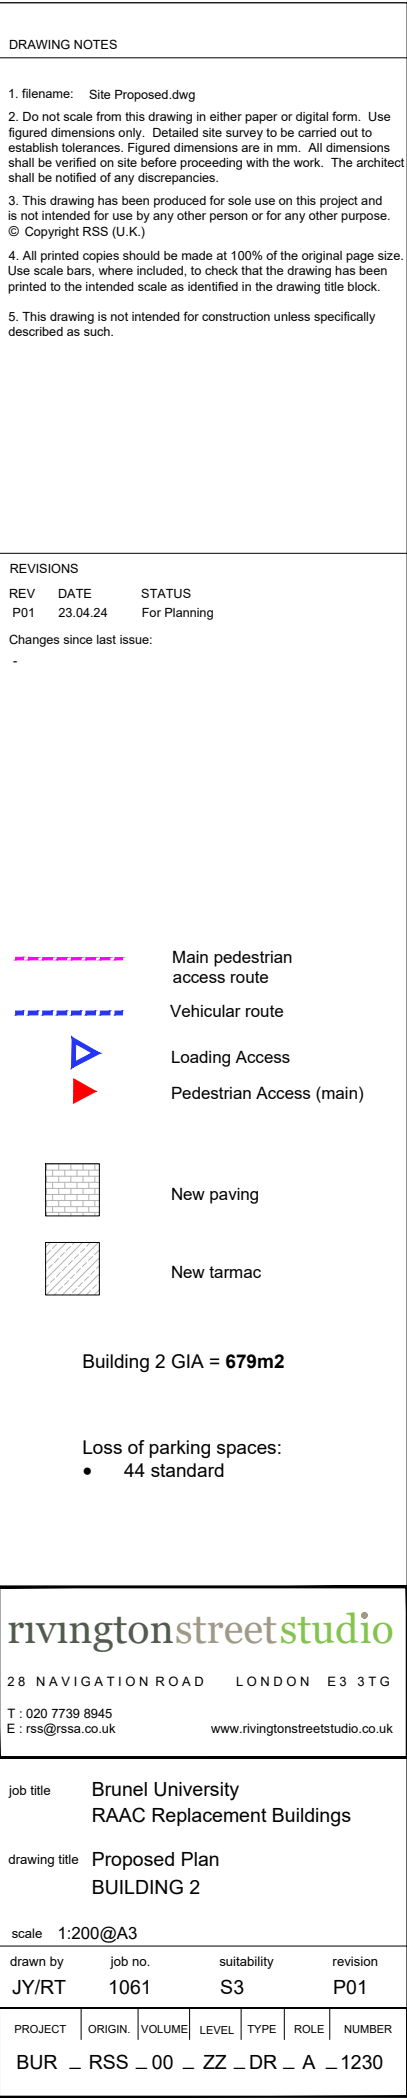 DRAWING NOTES
1. filename: Site Proposed.dwg
2. Do not scale from this drawing in either paper or digital form. Use
figured dimensions only. Detailed site survey to be carried out to
establish tolerances. Figured dimensions are in mm. All dimensions
shall be verified on site before proceeding with the work. The architect
shall be notified of any discrepancies.
3. This drawing has been produced for sole use on this project and
is not intended for use by any other person or for any other purpose.
© Copyright RSS (U.K.)
4. All printed copies should be made at 100% of the original page size.
Use scale bars, where included, to check that the drawing has been
printed to the intended scale as identified in the drawing title block.
5. This drawing is not intended for construction unless specifically
described as such.
REVISIONS
REV DATE STATUS
P01 23.04.24 For Planning
Changes since last issue:
-
Main pedestrian
access route
Vehicular route
Loading Access
Pedestrian Access (main)
New paving
New tarmac
Building 2 GIA = 679m2
Loss of parking spaces:
• 44 standard
rivingtonstreetstudio
28 NAVIGATION ROAD LONDON E3 3TG
T : 020 7739 8945
E : rss@rssa.co.uk www.rivingtonstreetstudio.co.uk
job title Brunel University
RAAC Replacement Buildings
drawing title Proposed Plan
BUILDING 2
scale 1:200@A3
drawn by job no. suitability revision
JY/RT 1061 S3 P01
PROJECT ORIGIN. VOLUME LEVEL TYPE ROLE NUMBER
BUR _ RSS _ 00 _ ZZ _ DR _ A _ 1230